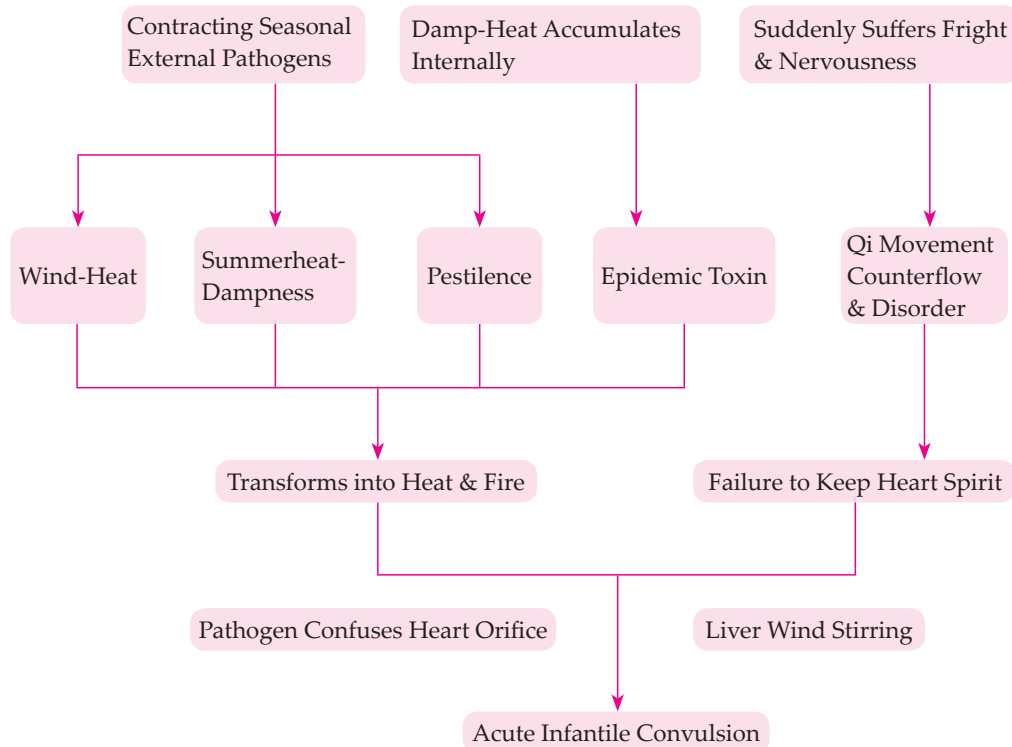 Contracting Seasonal
External Pathogens
Damp-Heat Accumulates
Internally
Suddenly Suffers Fright
& Nervousness
Wind-Heat
Summerheat-
Dampness
Pestilence
Epidemic Toxin
Qi Movement
Counterflow
& Disorder
Transforms into Heat & Fire
Failure to Keep Heart Spirit
Pathogen Confuses Heart Orifice
Liver Wind Stirring
Acute Infantile Convulsion